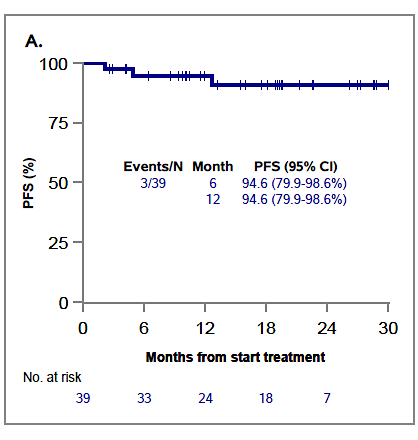 A.
100
75
50
25
0
PFS (%)
Events/N Month PFS (95% CI)
3/39 6 94.6 (79.9-98.6%)
12 94.6 (79.9-98.6%)
0 6 12 18 24 30
Months from start treatment
No. at risk
39 33 24 18 7